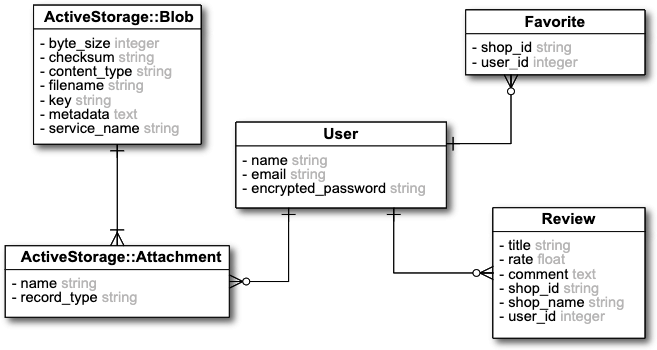 ActiveStorage::Blob
- byte_size integer
- checksum string
- content_type string
- filename string
- key string
- metadata text
- service_name string
Favorite
- shop_id string
- user_id integer
User
- name string
- email string
- encrypted_password string
ActiveStorage::Attachment
- name string
- record_type string
Review
- title string
- rate float
- comment text
- shop_id string
- shop_name string
- user_id integer